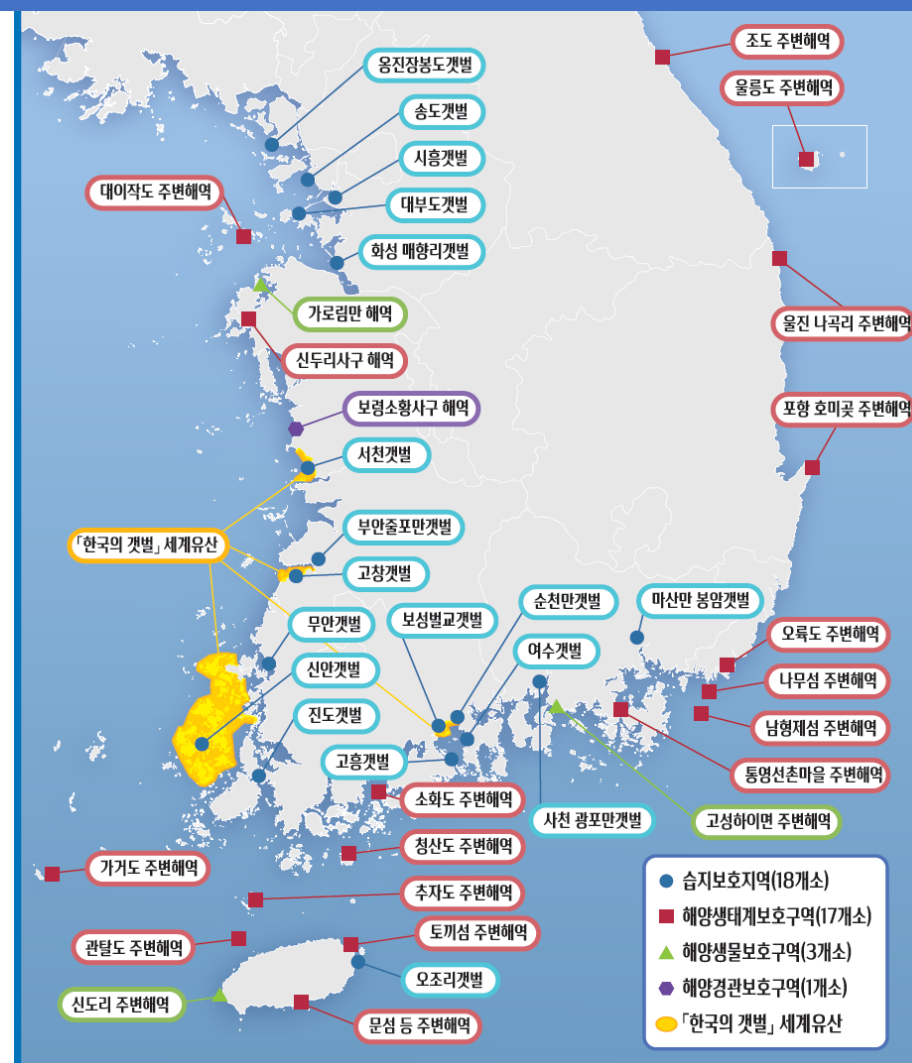 조도 주변해역
울릉도 주변해역
옹진장봉도갯벌
송도갯벌
시흥갯벌
대이작도 주변해역
대부도갯벌
화성 매향리갯벌
가로림만 해역
울진 나곡리 주변해역
신두리사구 해역
보령소황사구 해역
포항 호미곶 주변해역
서천갯벌
부안줄포만갯벌
「한국의 갯벌」 세계유산
고창갯벌
순천만갯벌
마산만 봉암갯벌
보성벌교갯벌
무안갯벌
오륙도 주변해역
여수갯벌
신안갯벌
나무섬 주변해역
진도갯벌
남형제섬 주변해역
고흥갯벌
통영선촌마을 주변해역
소화도 주변해역
사천 광포만갯벌
고성하이면 주변해역
청산도 주변해역
가거도 주변해역
추자도 주변해역
토끼섬 주변해역
관탈도 주변해역
오조리갯벌
신도리 주변해역
문섬 등 주변해역
습지보호지역(18개소)
해양생태계보호구역(17개소)
해양생물보호구역(3개소)
해양경관보호구역(1개소)
「한국의 갯벌」 세계유산